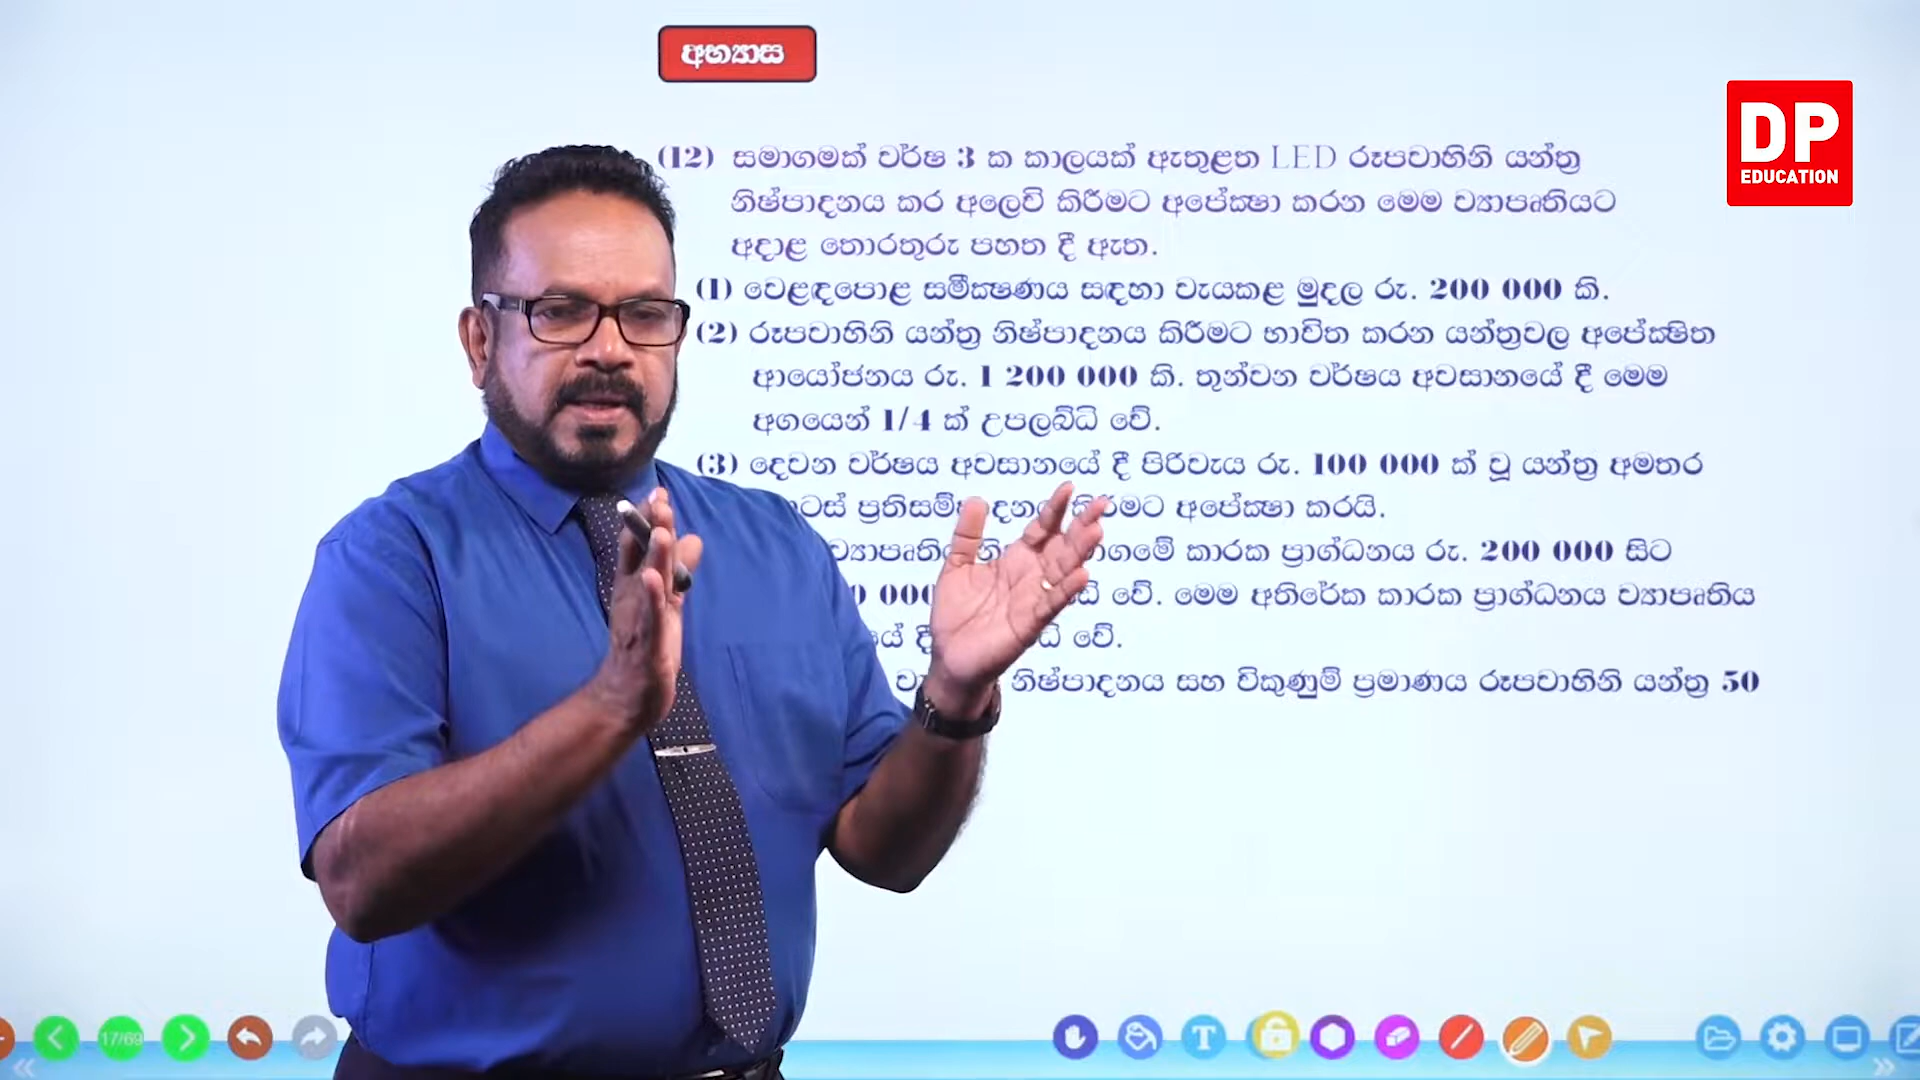 අභ්‍යාස
DP
EDUCATION
(12) සමාගමක් වර්ෂ 3 ක කාලයක් ඇතුළත LED රූපවාහිනි යන්ත්‍ර
නිෂ්පාදනය කර අලෙවි කිරීමට අපේක්‍ෂා කරන මෙම ව්‍යාපෘතියට
අදාළ තොරතුරු පහත දී ඇත.
(1) වෙළඳපොළ සමීක්‍ෂණය සඳහා වැයකළ මුදල රු. 200 000 කි.
(2) රූපවාහිනි යන්ත්‍ර නිෂ්පාදනය කිරීමට භාවිත කරන යන්ත්‍රවල අපේක්‍ෂිත
ආයෝජනය රු. 1 200 000 කි. තුන්වන වර්ෂය අවසානයේ දී මෙම
අගයෙන් 1/4 ක් උපලබ්ධි වේ.
(3) දෙවන වර්ෂය අවසානයේ දී පිරිවැය රු. 100 000 ක් වූ යන්ත්‍ර අමතර
අපේක්‍ෂා කරයි.
කාරක ප්‍රාග්ධනය රු. 200 000 සිට
000 වේ. මෙම අතිරේක කාරක ප්‍රාග්ධනය ව්‍යාපෘතිය
වේ.
නිෂ්පාදනය සහ විකුණුම් ප්‍රමාණය රූපවාහිනි යන්ත්‍ර 50
17/69